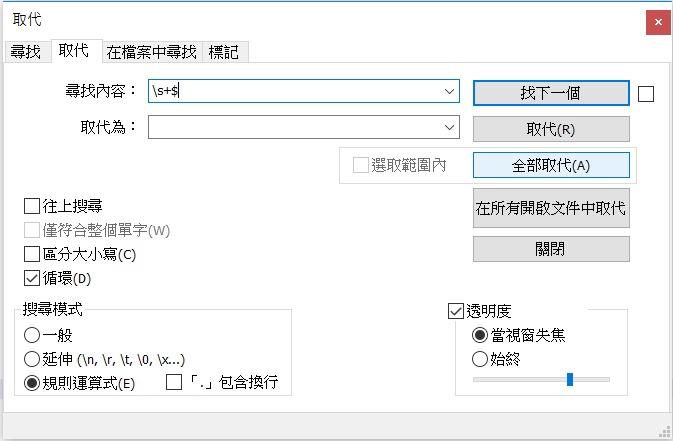 取代
尋找 取代 在檔案中尋找 標記
尋找內容： \s+$ 找下一個
取代為： 取代(R)
選取範圍內 全部取代(A)
往上搜尋 在所有開啟文件中取代
僅符合整個單字(W)
區分大小寫(C) 關閉
循環(D)
搜尋模式 透明度
一般 當視窗失焦
延伸 (\n, \r, \t, \0, \x...) 始終
規則運算式(E) 「.」包含換行